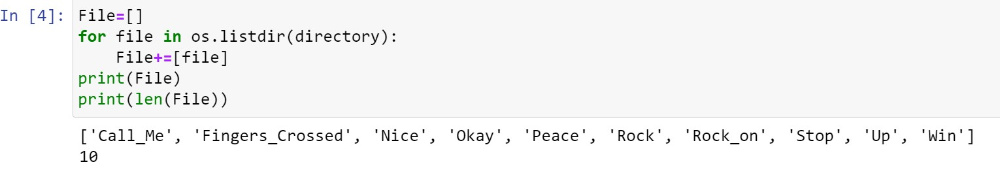 In [4]: File=[]
for file in os.listdir(directory):
    File+=[file]
print(File)
print(len(File))
['Call_Me', 'Fingers_Crossed', 'Nice', 'Okay', 'Peace', 'Rock', 'Rock_on', 'Stop', 'Up', 'Win']
10